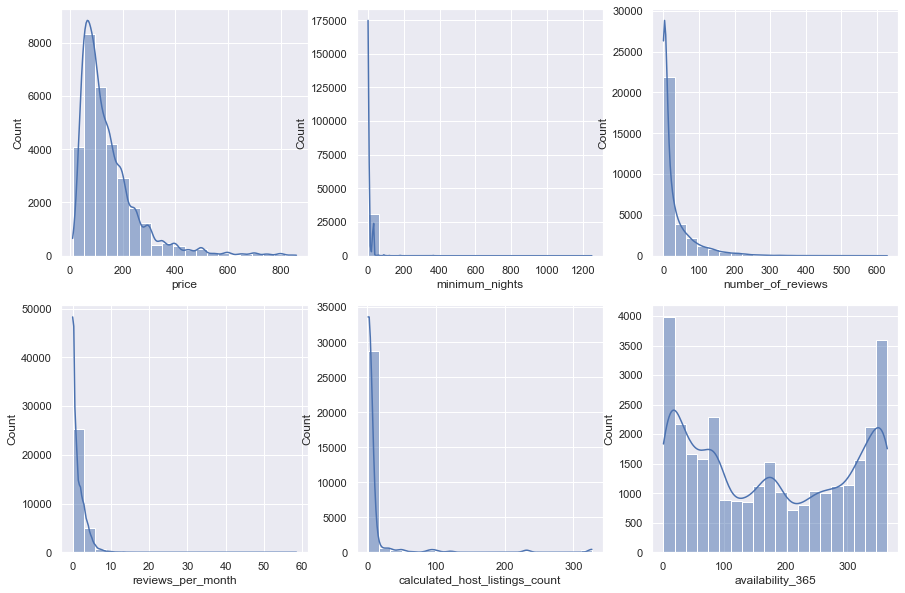 8000
6000
4000
2000
0
Count
0 200 400 600 800
price
175000
150000
125000
100000
75000
50000
25000
0
Count
0 200 400 600 800 1000 1200
minimum_nights
30000
25000
20000
15000
10000
5000
0
Count
0 100 200 300 400 500 600
number_of_reviews
50000
40000
30000
20000
10000
0
Count
0 10 20 30 40 50 60
reviews_per_month
35000
30000
25000
20000
15000
10000
5000
0
Count
0 100 200 300
calculated_host_listings_count
4000
3500
3000
2500
2000
1500
1000
500
0
Count
0 100 200 300
availability_365